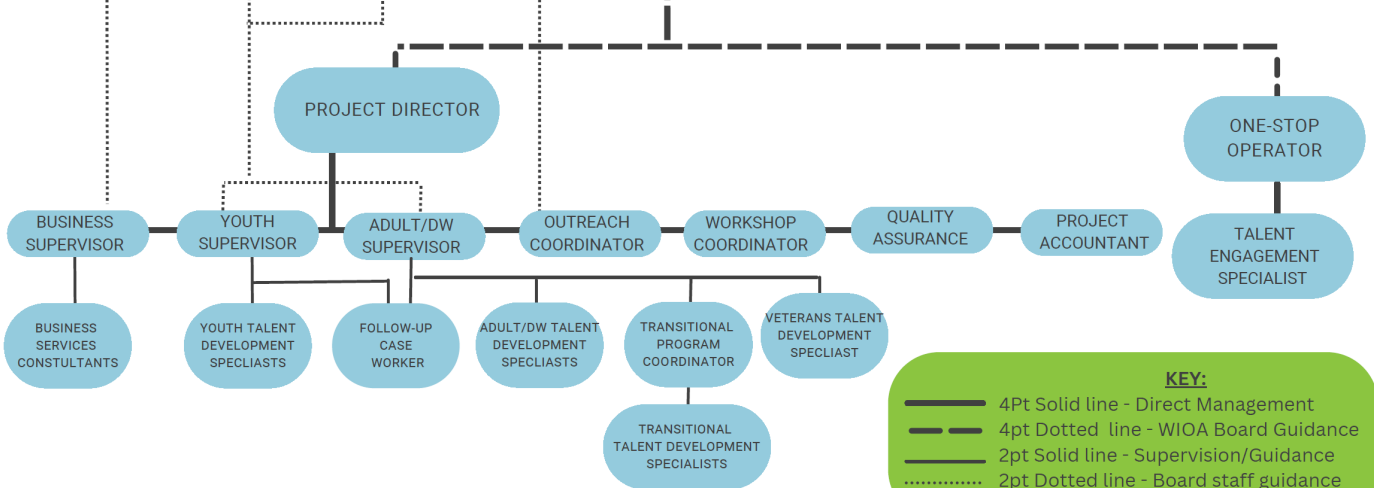 PROJECT DIRECTOR
ONE-STOP
OPERATOR
BUSINESS
SUPERVISOR
YOUTH
SUPERVISOR
ADULT/DW
SUPERVISOR
OUTREACH
COORDINATOR
WORKSHOP
COORDINATOR
QUALITY
ASSURANCE
PROJECT
ACCOUNTANT
TALENT
ENGAGEMENT
SPECIALIST
BUSINESS
SERVICES
CONSTULTANTS
YOUTH TALENT
DEVELOPMENT
SPECLIASTS
FOLLOW-UP
CASE
WORKER
ADULT/DW TALENT
DEVELOPMENT
SPECLIASTS
TRANSITIONAL
PROGRAM
COORDINATOR
VETERANS TALENT
DEVELOPMENT
SPECLIAST
TRANSITIONAL
TALENT DEVELOPMENT
SPECIALISTS
KEY:
4Pt Solid line - Direct Management
4pt Dotted line - WIOA Board Guidance
2pt Solid line - Supervision/Guidance
2pt Dotted line - Board staff guidance